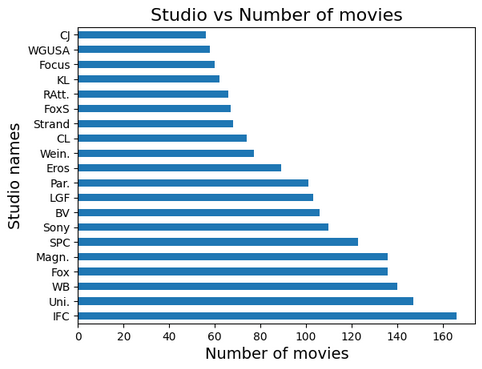 Studio vs Number of movies
Studio names
CJ
WGUSA
Focus
KL
RAtt.
FoxS
Strand
CL
Wein.
Eros
Par.
LGF
BV
Sony
SPC
Magn.
Fox
WB
Uni.
IFC
0 20 40 60 80 100 120 140 160
Number of movies